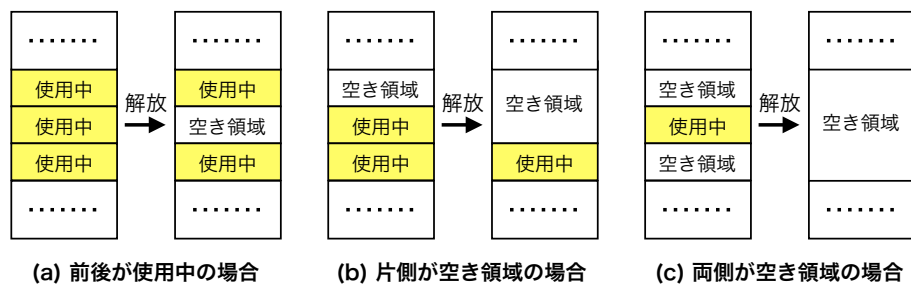 .......
使用中
使用中
使用中
.......
解放
.......
使用中
空き領域
使用中
.......
(a) 前後が使用中の場合
.......
空き領域
使用中
使用中
.......
解放
.......
空き領域
使用中
.......
(b) 片側が空き領域の場合
.......
空き領域
使用中
空き領域
.......
解放
.......
空き領域
.......
(c) 両側が空き領域の場合